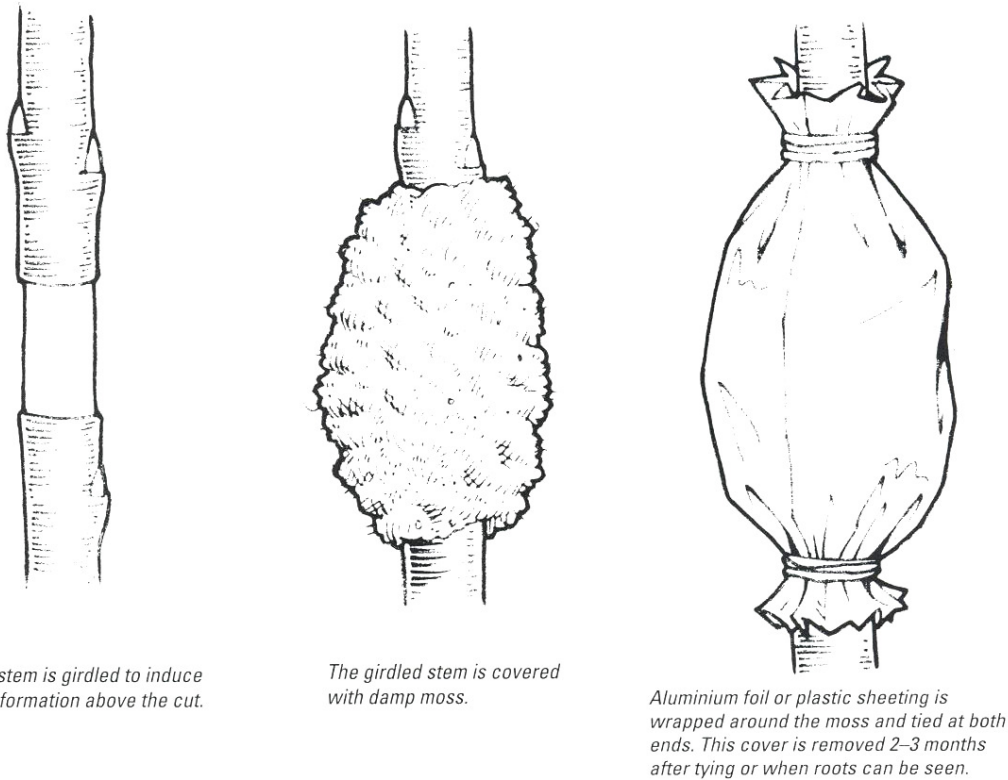 stem is girdled to induce
formation above the cut.
The girdled stem is covered
with damp moss.
Aluminium foil or plastic sheeting is
wrapped around the moss and tied at both
ends. This cover is removed 2–3 months
after tying or when roots can be seen.